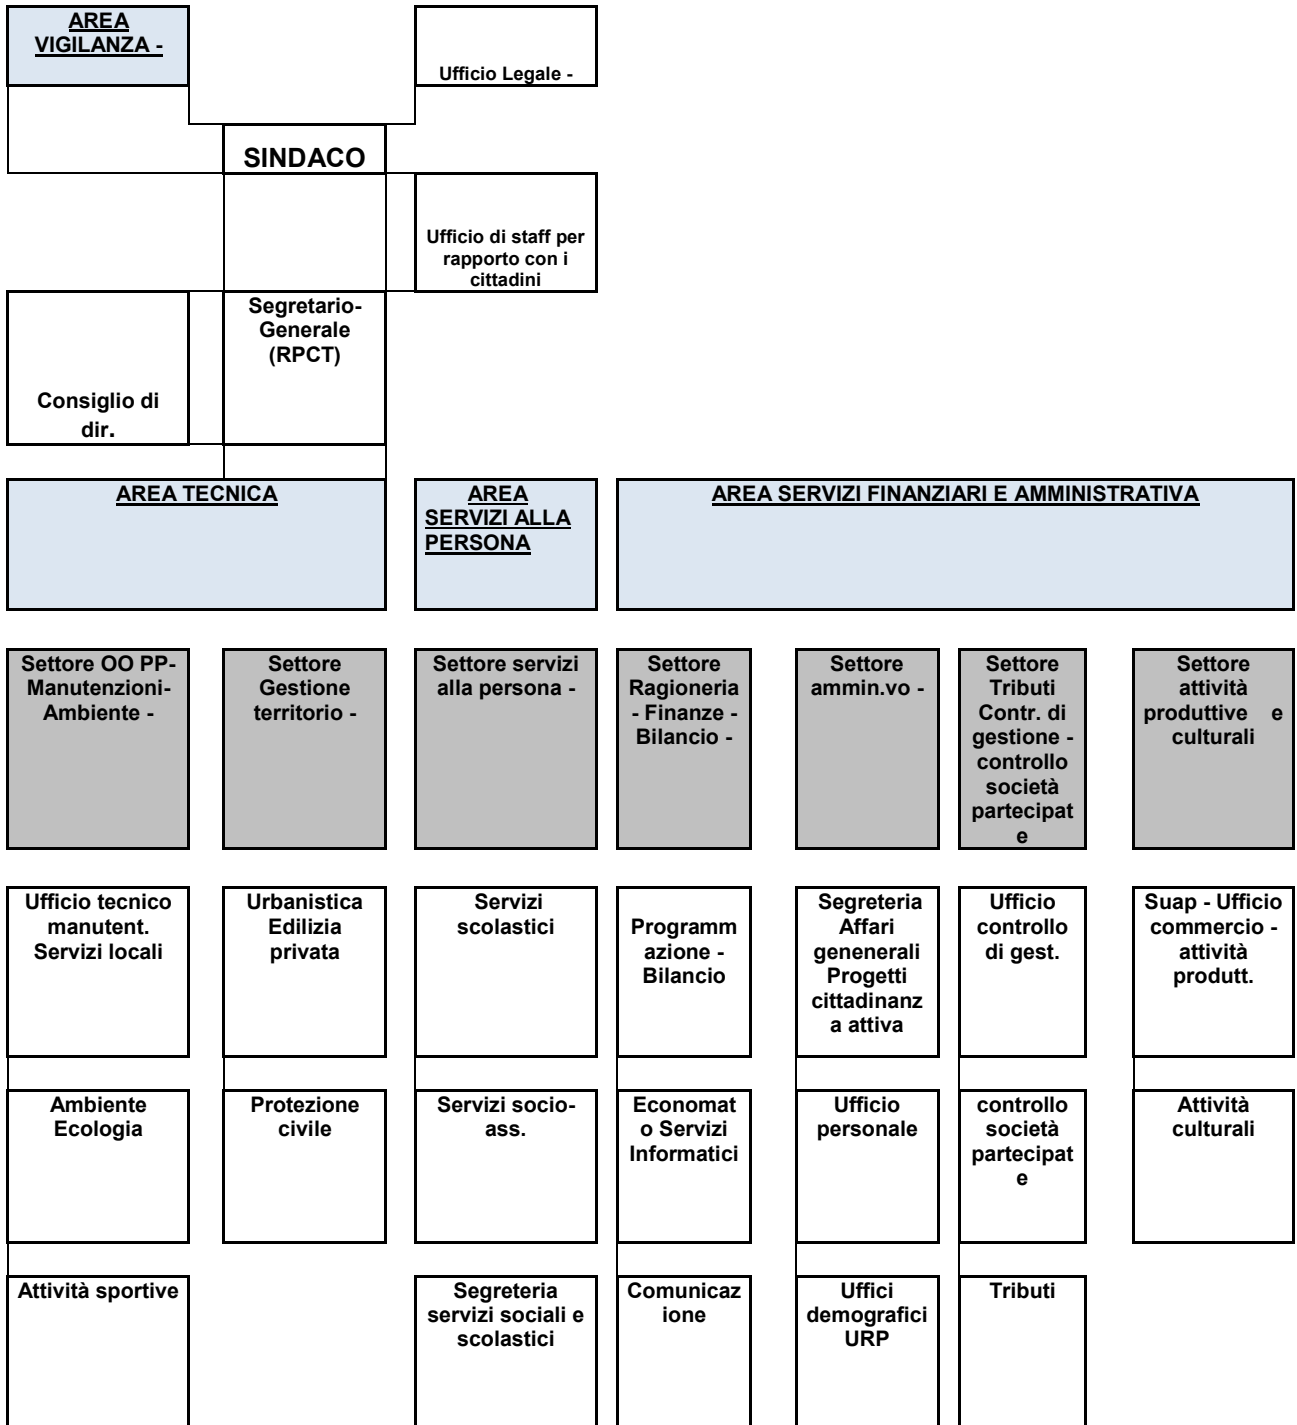 AREA
VIGILANZA -
Ufficio Legale -
SINDACO
Ufficio di staff per
rapporto con i
cittadini
Segretario-
Generale
(RPCT)
Consiglio di
dir.
AREA TECNICA
AREA
SERVIZI ALLA
PERSONA
AREA SERVIZI FINANZIARI E AMMINISTRATIVA
Settore OO PP-
Manutenzioni-
Ambiente -
Settore
Gestione
territorio -
Settore servizi
alla persona -
Settore
Ragioneria
- Finanze -
Bilancio -
Settore
ammin.vo -
Settore
Tributi
Contr. di
gestione -
controllo
società
partecipat
e
Settore
attività
produttive e
culturali
Ufficio tecnico
manutent.
Servizi locali
Urbanistica
Edilizia
privata
Servizi
scolastici
Programm
azione -
Bilancio
Segreteria
Affari
genenerali
Progetti
cittadinanz
a attiva
Ufficio
controllo
di gest.
Suap - Ufficio
commercio -
attività
produtt.
Ambiente
Ecologia
Protezione
civile
Servizi socio-
ass.
Economat
o Servizi
Informatici
Ufficio
personale
controllo
società
partecipat
e
Attività
culturali
Attività sportive
Segreteria
servizi sociali e
scolastici
Comunicaz
ione
Uffici
demografici
URP
Tributi